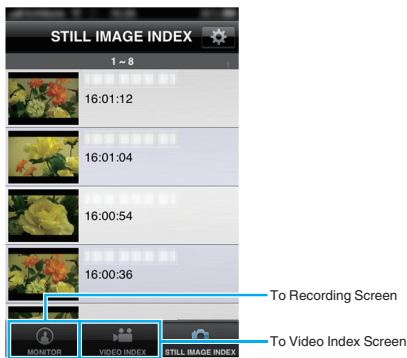 STILL IMAGE INDEX
1 ~ 8
16:01:12
16:01:04
16:00:54
16:00:36
To Recording Screen
To Video Index Screen
MONITOR VIDEO INDEX STILL IMAGE INDEX